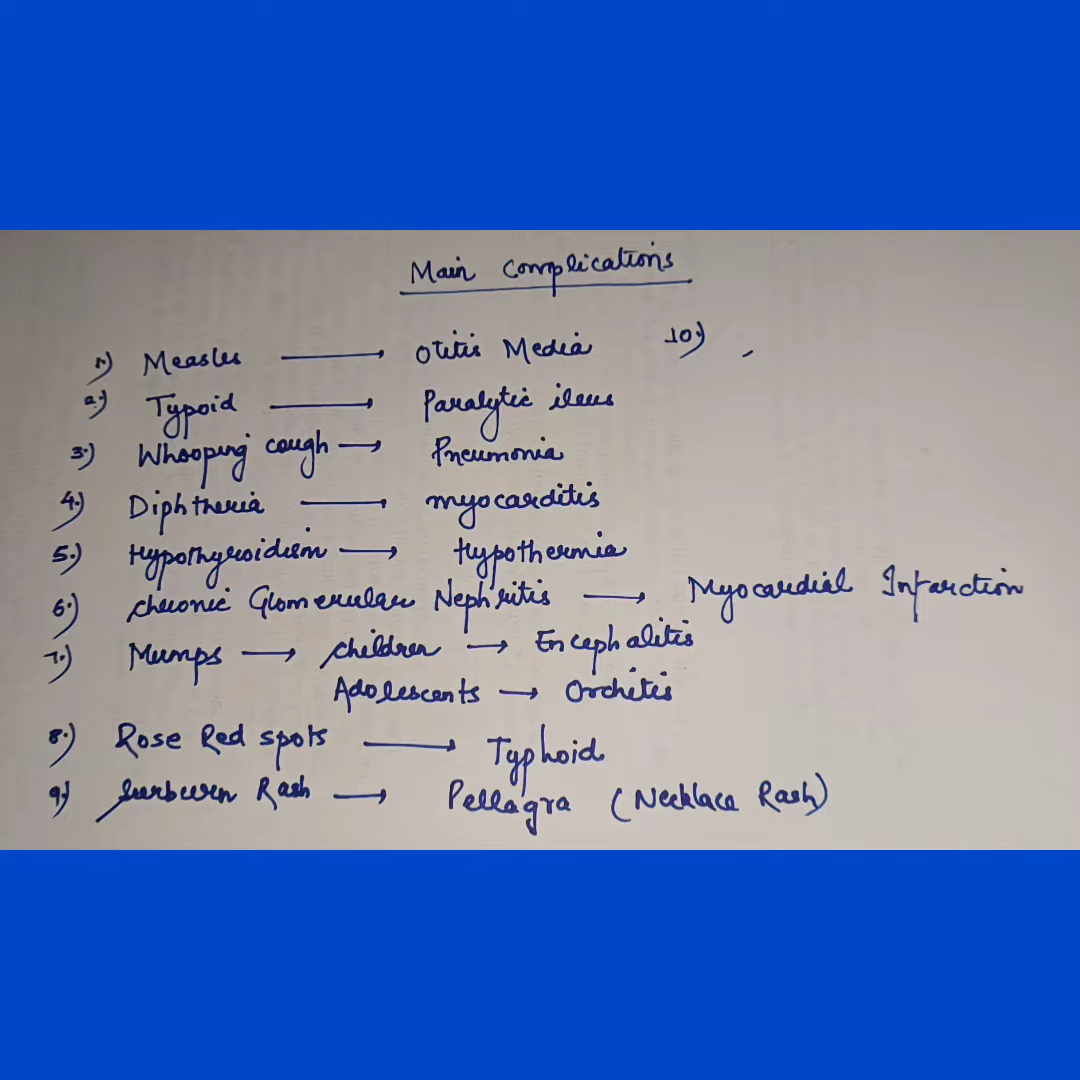 Main Complications
1.) Measles → Otitis Media 10.)
2.) Typoid → Paralytic ileus
3.) Whooping cough → Pneumonia
4.) Diphtheria → myocarditis
5.) Hypothyroidism → Hypothermia
6.) chronic Glomerular Nephritis → Myocardial Infarction
7.) Mumps → children → Encephalitis
Adolescents → Orchitis
8.) Rose Red spots → Typhoid
9.) Sunburn Rash → Pellagra (Necklace Rash)